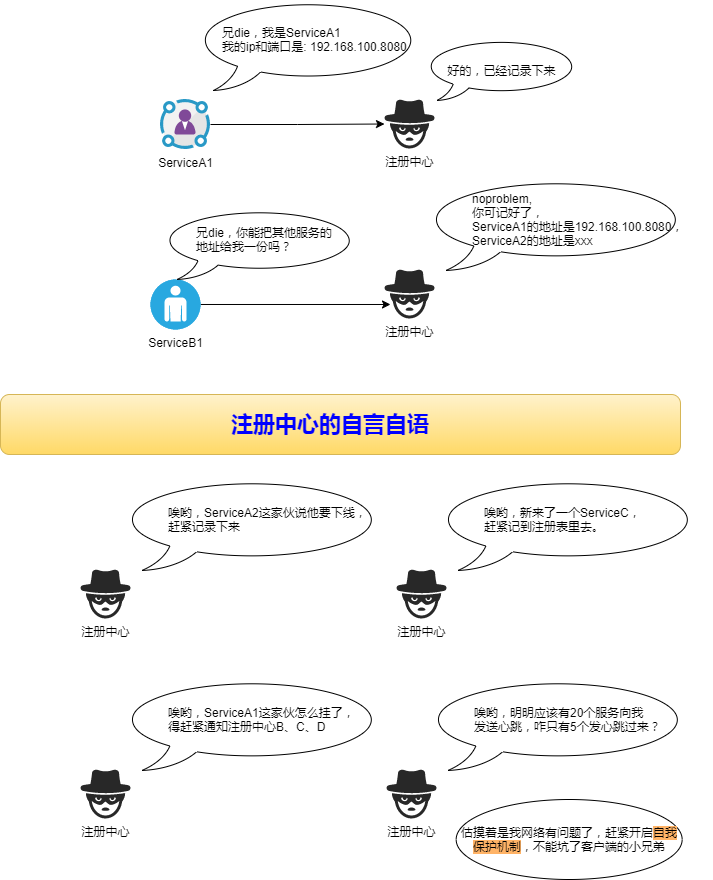 兄die，我是ServiceA1
我的ip和端口是: 192.168.100.8080
好的，已经记录下来
ServiceA1
注册中心
noproblem,
你可记好了，
ServiceA1的地址是192.168.100.8080，
ServiceA2的地址是xxx
兄die，你能把其他服务的
地址给我一份吗？
ServiceB1
注册中心
注册中心的自言自语
唉哟，ServiceA2这家伙说他要下线，
赶紧记录下来
注册中心
唉哟，新来了一个ServiceC，
赶紧记到注册表里去。
注册中心
唉哟，ServiceA1这家伙怎么挂了，
得赶紧通知注册中心B、C、D
注册中心
唉哟，明明应该有20个服务向我
发送心跳，咋只有5个发心跳过来？
注册中心
估摸着是我网络有问题了，赶紧开启自我
保护机制，不能坑了客户端的小兄弟